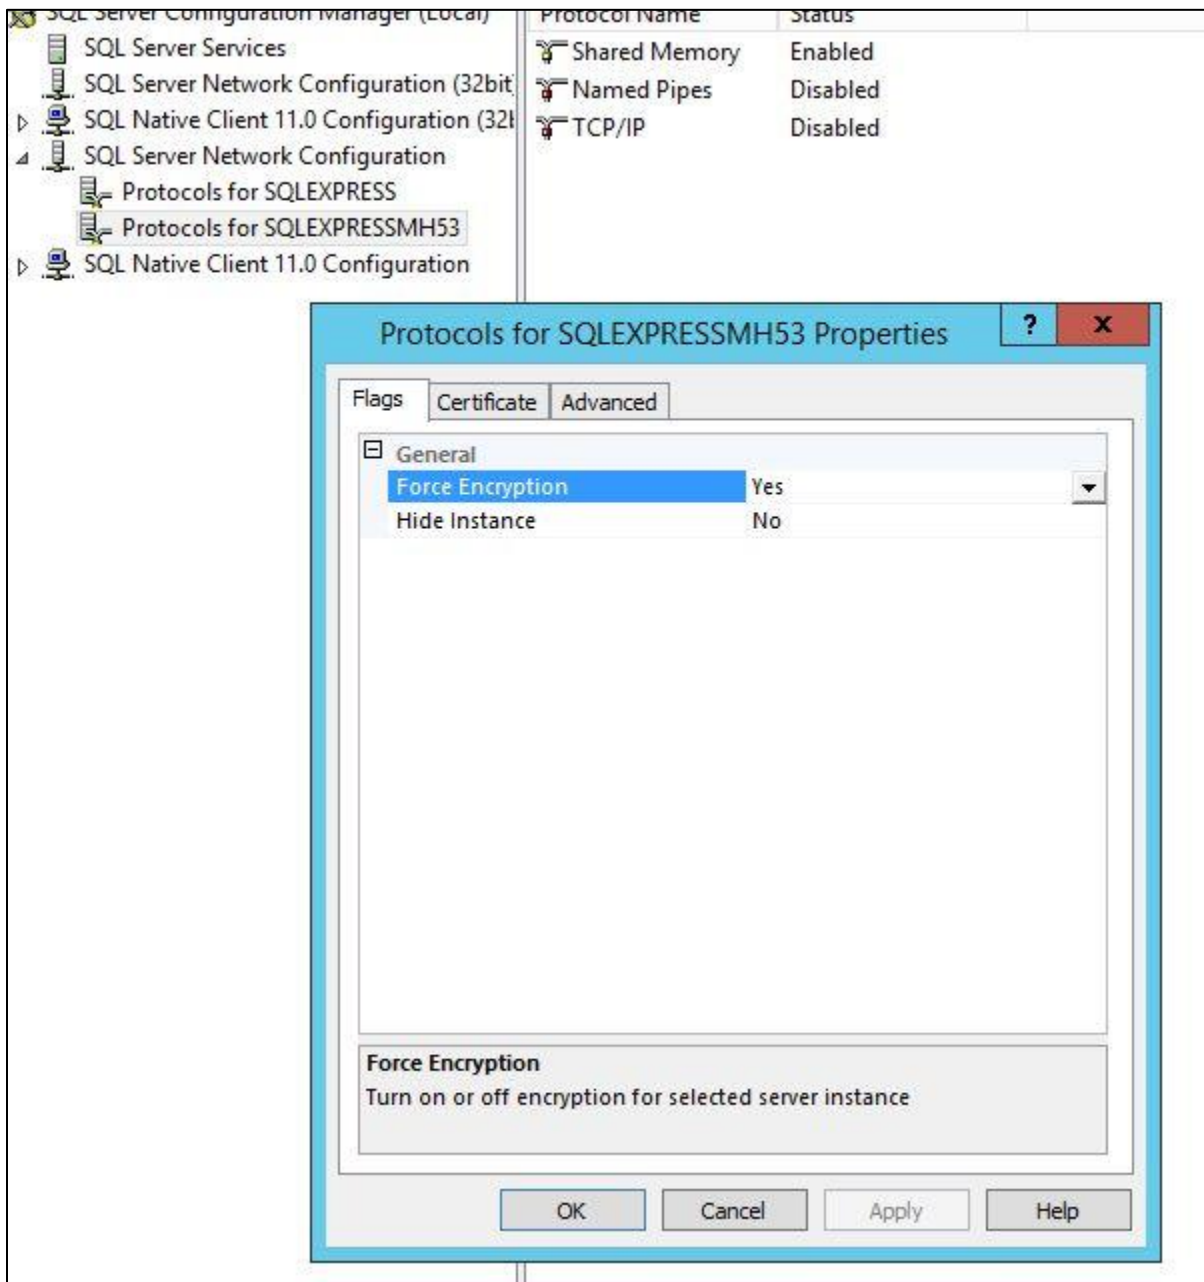 SQL Server Configuration Manager (Local)
SQL Server Services
SQL Server Network Configuration (32bit
SQL Native Client 11.0 Configuration (32
SQL Server Network Configuration
Protocols for SQLEXPRESS
Protocols for SQLEXPRESSMH53
SQL Native Client 11.0 Configuration
Protocol Name Status
Shared Memory Enabled
Named Pipes Disabled
TCP/IP Disabled
Protocols for SQLEXPRESSMH53 Properties ? x
Flags Certificate Advanced
General
Force Encryption Yes
Hide Instance No
Force Encryption
Turn on or off encryption for selected server instance
OK Cancel Apply Help